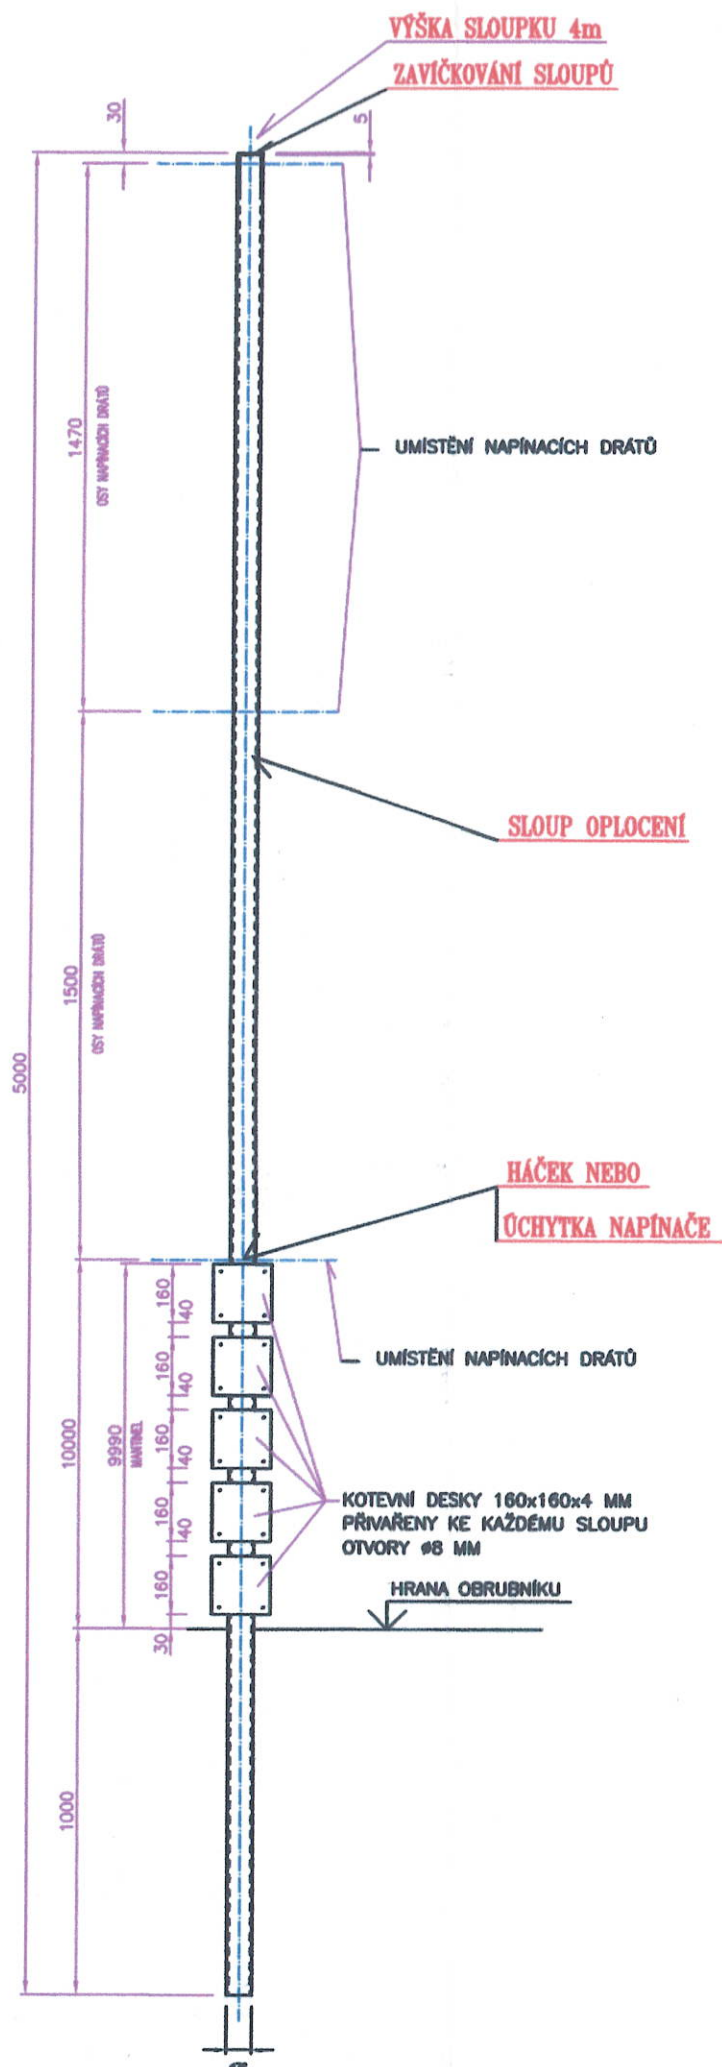 VÝŠKA SLOUPKU 4m
ZAVÍČKOVÁNÍ SLOUPŮ
30
5
1470
OSY NAPÍNACÍCH DRÁTŮ
UMÍSTĚNÍ NAPÍNACÍCH DRÁTŮ
SLOUP OPLOCENÍ
1500
OSY NAPÍNACÍCH DRÁTŮ
5000
HÁČEK NEBO
ÚCHYTKA NAPÍNAČE
UMÍSTĚNÍ NAPÍNACÍCH DRÁTŮ
10000
9990
MANTINEL
160
40
160
40
160
40
160
40
160
30
KOTEVNÍ DESKY 160x160x4 MM
PŘIVAŘENY KE KAŽDÉMU SLOUPU
OTVORY ø8 MM
HRANA OBRUBNÍKU
1000